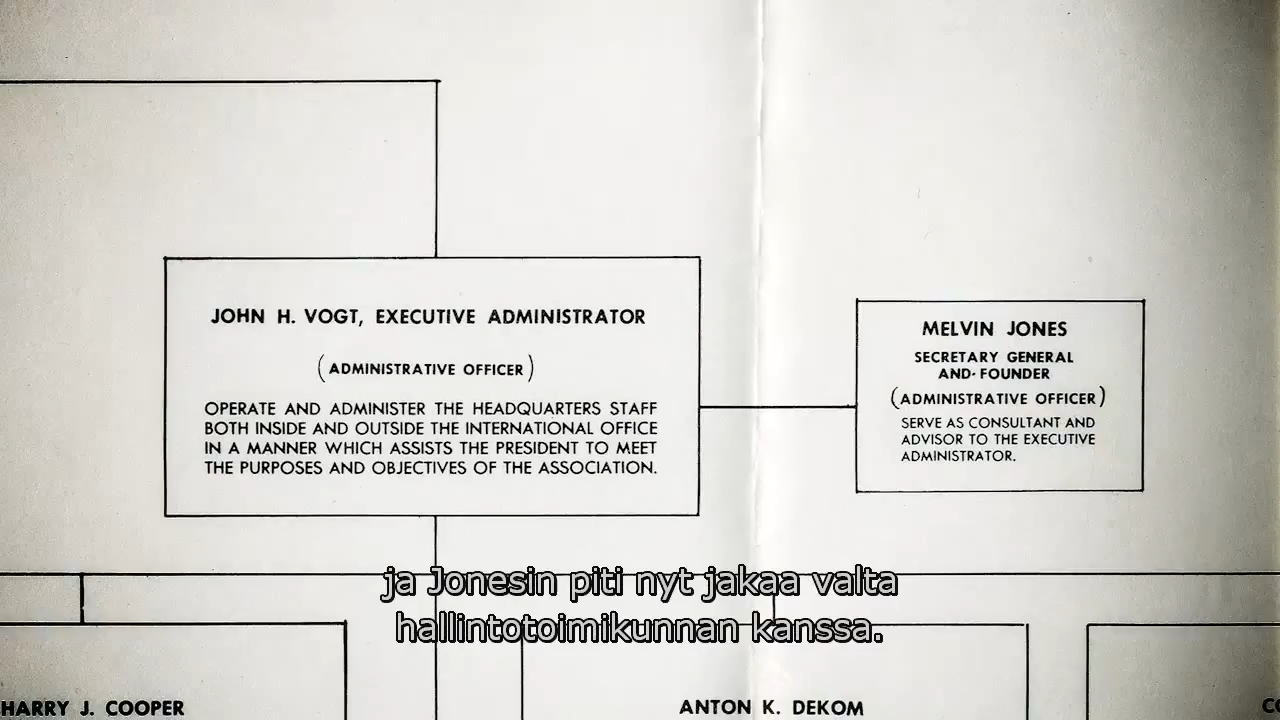 JOHN H. VOGT, EXECUTIVE ADMINISTRATOR
(ADMINISTRATIVE OFFICER)
OPERATE AND ADMINISTER THE HEADQUARTERS STAFF
BOTH INSIDE AND OUTSIDE THE INTERNATIONAL OFFICE
IN A MANNER WHICH ASSISTS THE PRESIDENT TO MEET
THE PURPOSES AND OBJECTIVES OF THE ASSOCIATION.
MELVIN JONES
SECRETARY GENERAL
AND FOUNDER
(ADMINISTRATIVE OFFICER)
SERVE AS CONSULTANT AND
ADVISOR TO THE EXECUTIVE
ADMINISTRATOR.
ja Jonesin piti nyt jakaa valta
hallintotoimikunnan kanssa.
HARRY J. COOPER
ANTON K. DEKOM